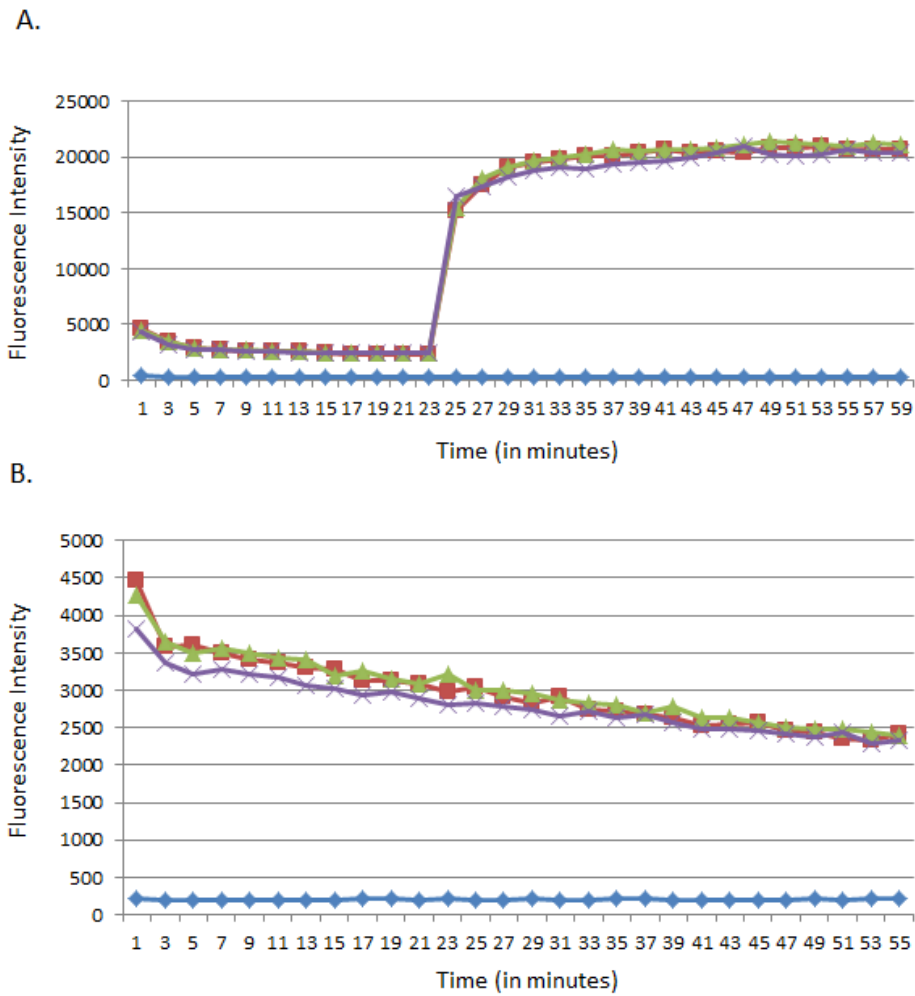 A.
Fluorescence Intensity
25000
20000
15000
10000
5000
0
1 3 5 7 9 11 13 15 17 19 21 23 25 27 29 31 33 35 37 39 41 43 45 47 49 51 53 55 57 59
Time (in minutes)
B.
Fluorescence Intensity
5000
4500
4000
3500
3000
2500
2000
1500
1000
500
0
1 3 5 7 9 11 13 15 17 19 21 23 25 27 29 31 33 35 37 39 41 43 45 47 49 51 53 55
Time (in minutes)